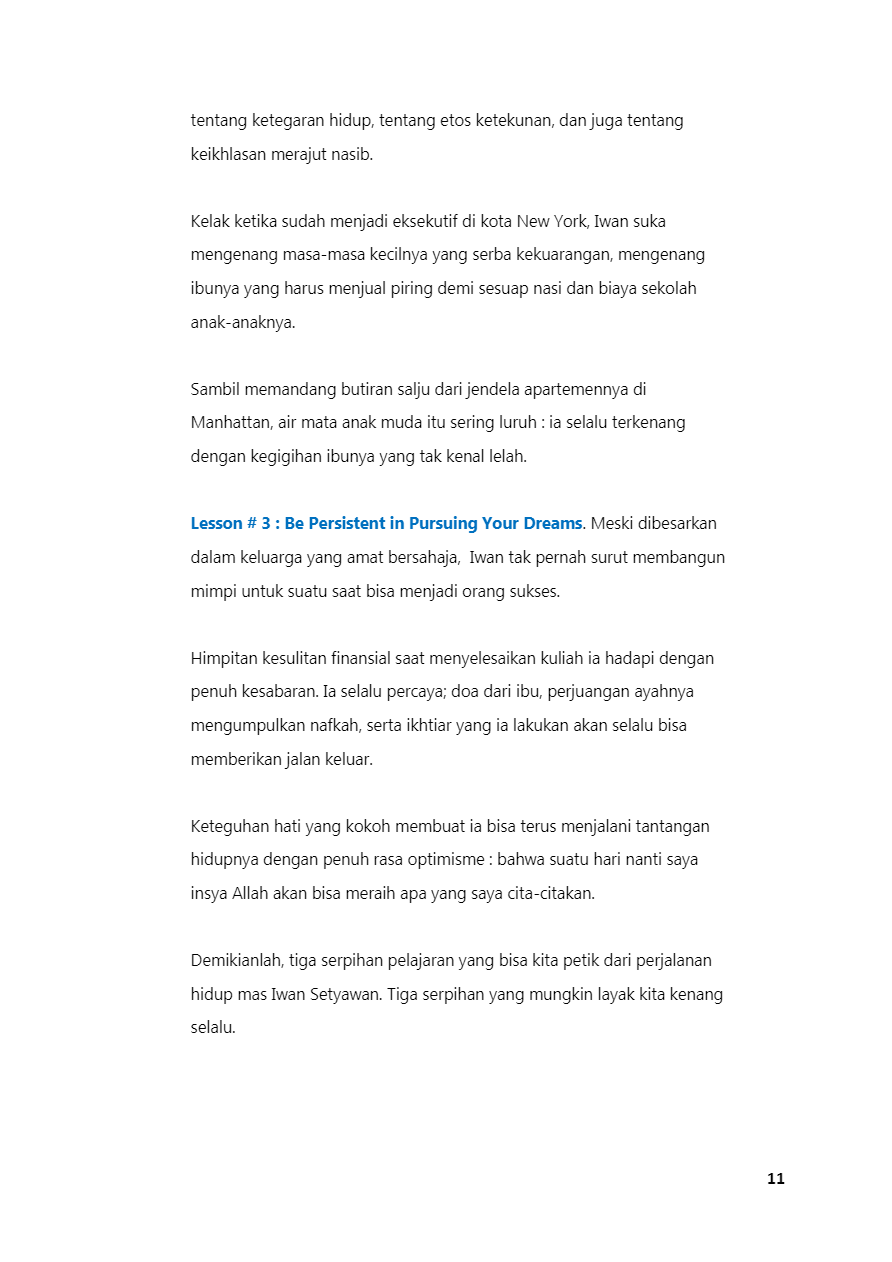 tentang ketegaran hidup, tentang etos ketekunan, dan juga tentang
keikhlasan merajut nasib.
Kelak ketika sudah menjadi eksekutif di kota New York, Iwan suka
mengenang masa-masa kecilnya yang serba kekuarangan, mengenang
ibunya yang harus menjual piring demi sesuap nasi dan biaya sekolah
anak-anaknya.
Sambil memandang butiran salju dari jendela apartemennya di
Manhattan, air mata anak muda itu sering luruh : ia selalu terkenang
dengan kegigihan ibunya yang tak kenal lelah.
Lesson # 3 : Be Persistent in Pursuing Your Dreams. Meski dibesarkan
dalam keluarga yang amat bersahaja,  Iwan tak pernah surut membangun
mimpi untuk suatu saat bisa menjadi orang sukses.
Himpitan kesulitan finansial saat menyelesaikan kuliah ia hadapi dengan
penuh kesabaran. Ia selalu percaya; doa dari ibu, perjuangan ayahnya
mengumpulkan nafkah, serta ikhtiar yang ia lakukan akan selalu bisa
memberikan jalan keluar.
Keteguhan hati yang kokoh membuat ia bisa terus menjalani tantangan
hidupnya dengan penuh rasa optimisme : bahwa suatu hari nanti saya
insya Allah akan bisa meraih apa yang saya cita-citakan.
Demikianlah, tiga serpihan pelajaran yang bisa kita petik dari perjalanan
hidup mas Iwan Setyawan. Tiga serpihan yang mungkin layak kita kenang
selalu.
11